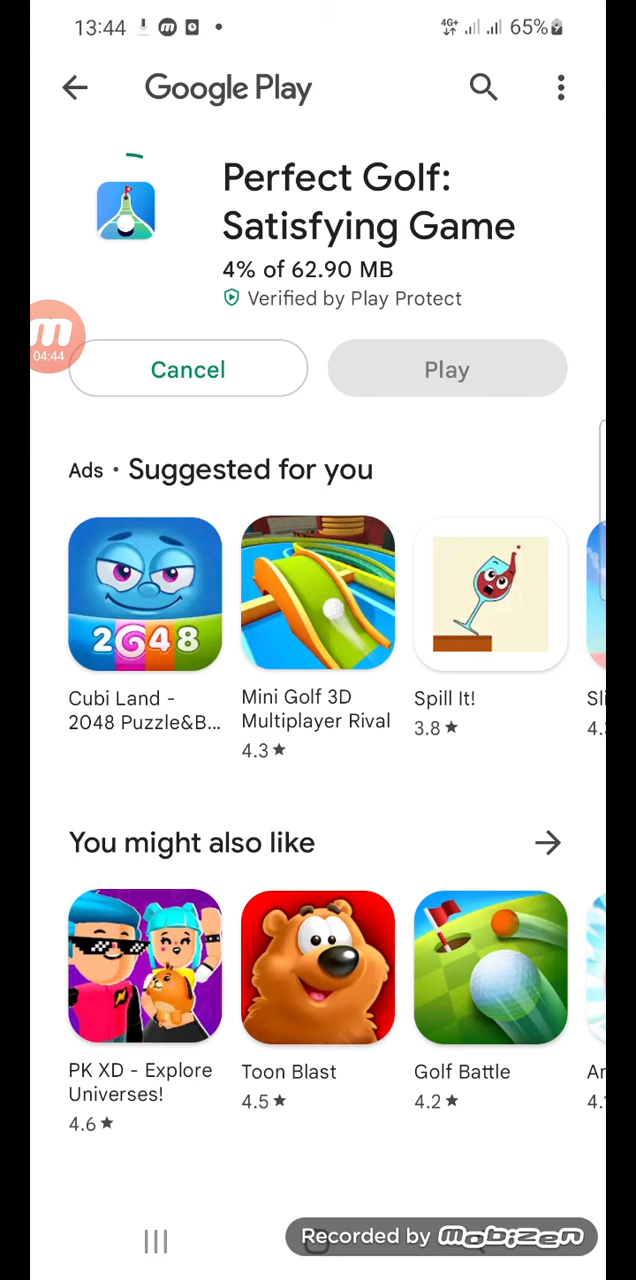 13:44
4G+
65%
Google Play
Perfect Golf:
Satisfying Game
4% of 62.90 MB
Verified by Play Protect
m
04:44
Cancel
Play
Ads • Suggested for you
2048
Cubi Land -
2048 Puzzle&B...
Mini Golf 3D
Multiplayer Rival
4.3 ★
Spill It!
3.8 ★
Sli
4.
You might also like
PK XD - Explore
Universes!
4.6 ★
Toon Blast
4.5 ★
Golf Battle
4.2 ★
4.
Recorded by mobizen